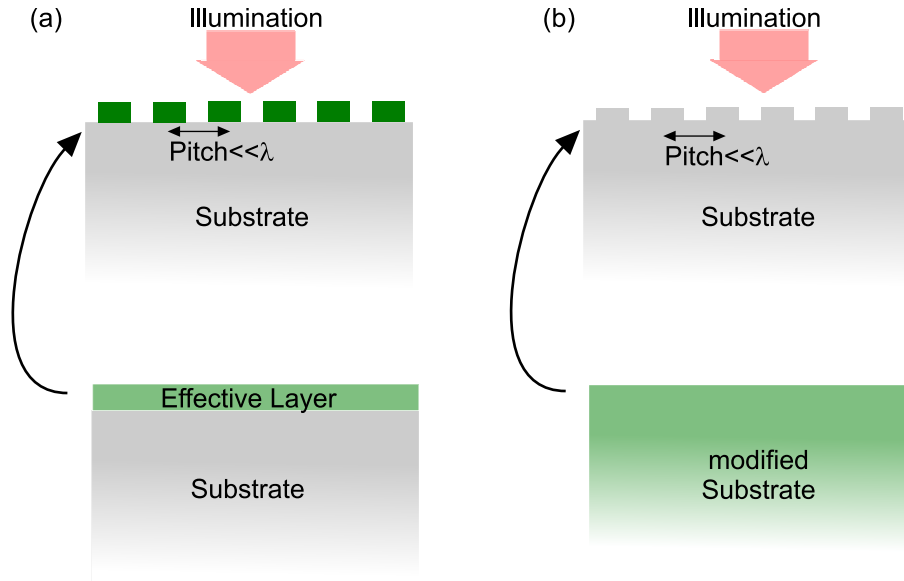 (a)
Illumination
Pitch<<λ
Substrate
Effective Layer
Substrate
(b)
Illumination
Pitch<<λ
Substrate
modified
Substrate